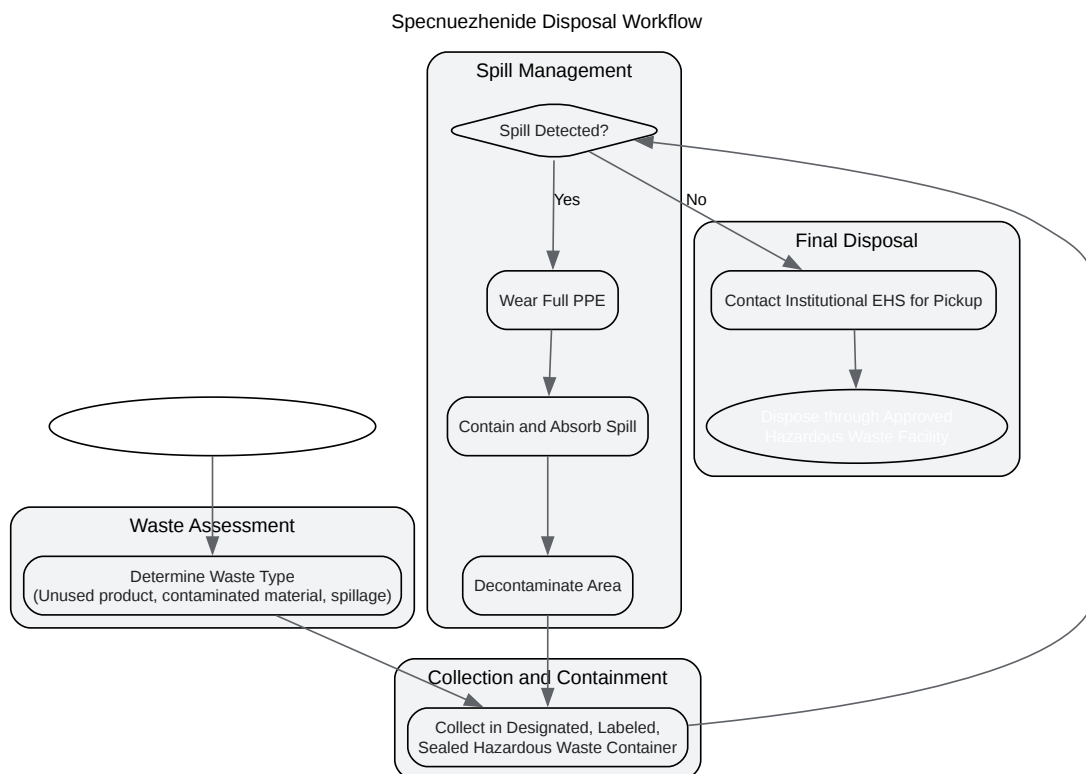 Specnuezhenide Disposal Workflow
Spill Management
Spill Detected?
Yes
No
Final Disposal
Wear Full PPE
Contact Institutional EHS for Pickup
Contain and Absorb Spill
Dispose through Approved
Hazardous Waste Facility
Waste Assessment
Determine Waste Type
(Unused product, contaminated material, spillage)
Decontaminate Area
Collection and Containment
Collect in Designated, Labeled,
Sealed Hazardous Waste Container